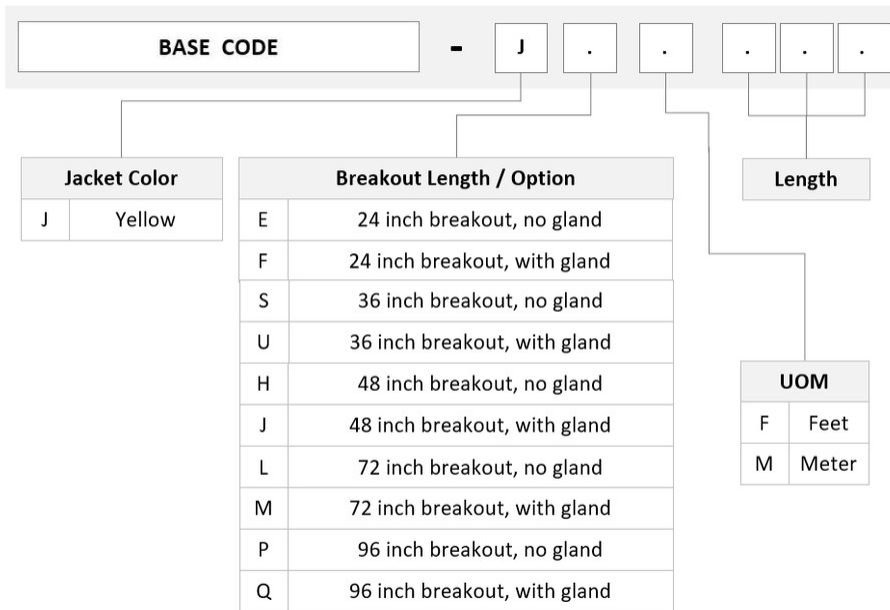 BASE CODE - J . . . . .
Jacket Color
J Yellow
Breakout Length / Option
E 24 inch breakout, no gland
F 24 inch breakout, with gland
S 36 inch breakout, no gland
U 36 inch breakout, with gland
H 48 inch breakout, no gland
J 48 inch breakout, with gland
L 72 inch breakout, no gland
M 72 inch breakout, with gland
P 96 inch breakout, no gland
Q 96 inch breakout, with gland
Length
UOM
F Feet
M Meter